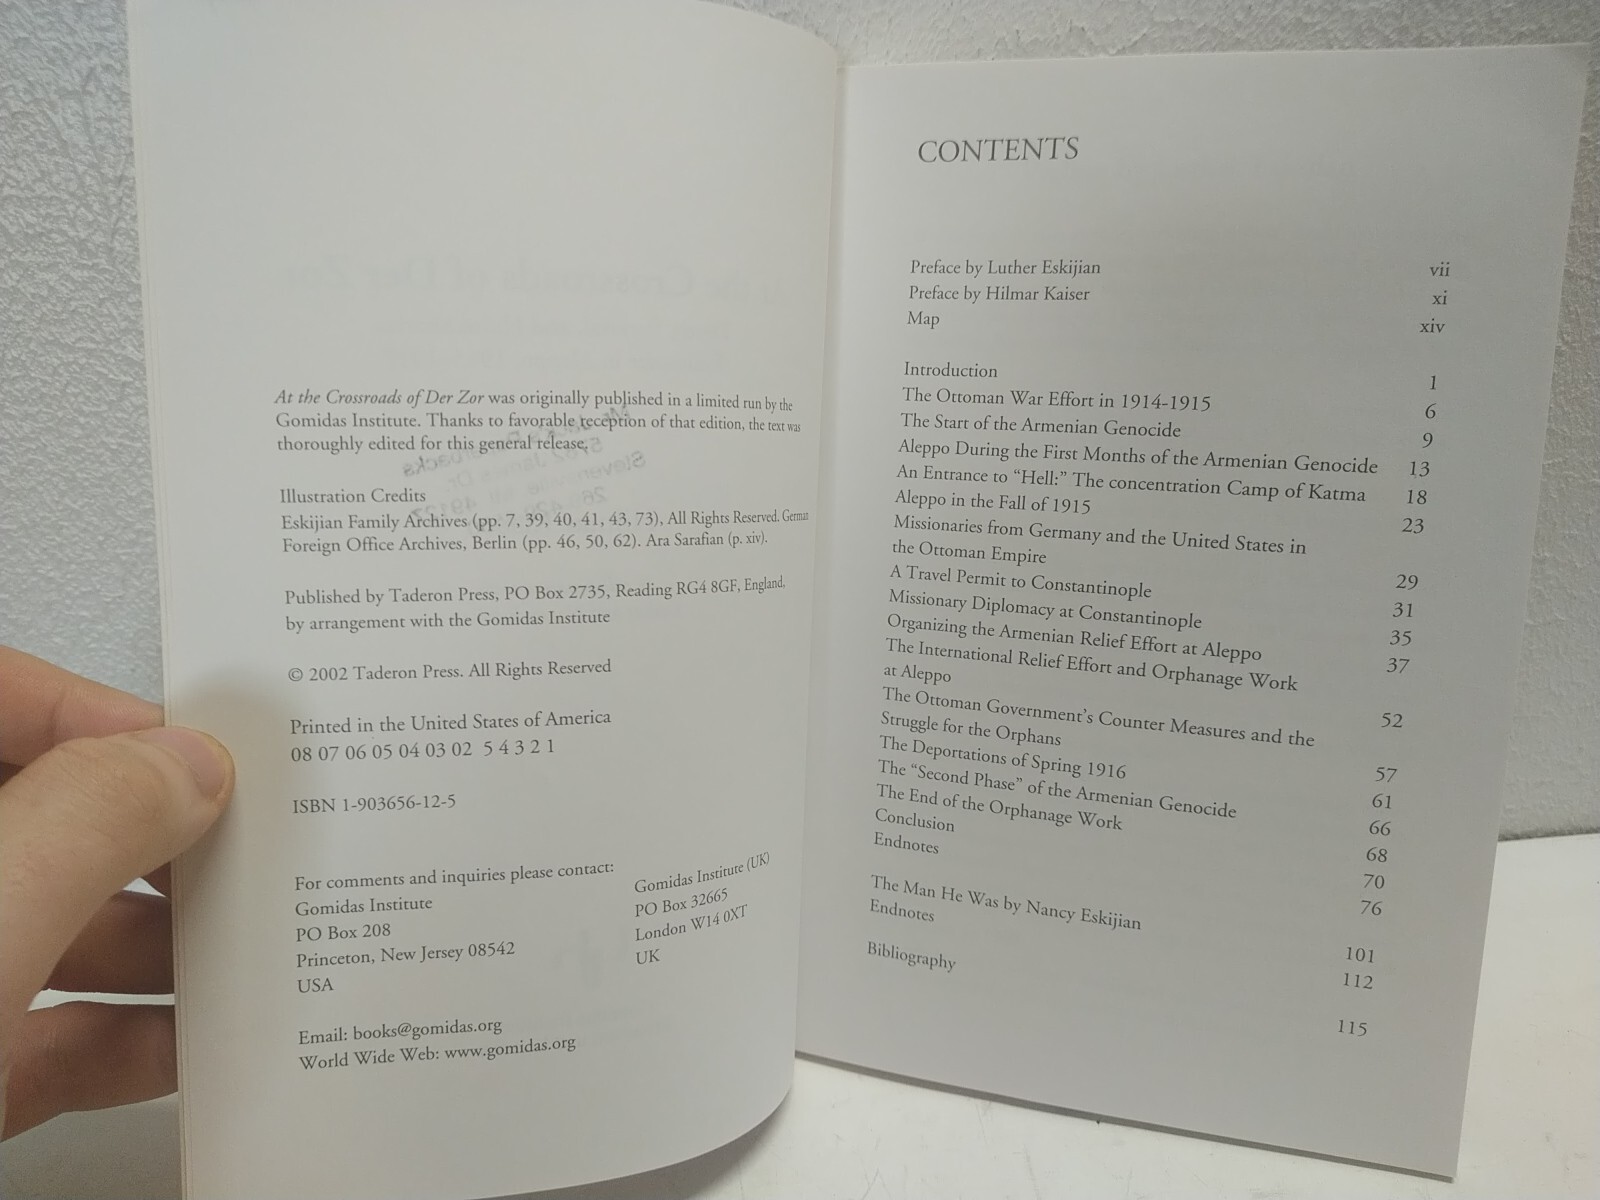 At the Crossroads of Der Zor was originally published in a limited run by the
Gomidas Institute. Thanks to favorable reception of that edition, the text was
thoroughly edited for this general release.
Illustration Credits
Eskijian Family Archives (pp. 7, 39, 40, 41, 43, 73), All Rights Reserved. German
Foreign Office Archives, Berlin (pp. 46, 50, 62). Ara Sarafian (p. xiv).
Published by Taderon Press, PO Box 2735, Reading RG4 8GF, England,
by arrangement with the Gomidas Institute
© 2002 Taderon Press. All Rights Reserved
Printed in the United States of America
08 07 06 05 04 03 02 5 4 3 2 1
ISBN 1-903656-12-5
For comments and inquiries please contact:
Gomidas Institute
PO Box 208
Princeton, New Jersey 08542
USA
Gomidas Institute (UK)
PO Box 32665
London W14 0XT
UK
Email: books@gomidas.org
World Wide Web: www.gomidas.org
CONTENTS
Preface by Luther Eskijian vii
Preface by Hilmar Kaiser xi
Map xiv
Introduction 1
The Ottoman War Effort in 1914-1915 6
The Start of the Armenian Genocide 9
Aleppo During the First Months of the Armenian Genocide 13
An Entrance to “Hell:” The concentration Camp of Katma 18
Aleppo in the Fall of 1915 23
Missionaries from Germany and the United States in
the Ottoman Empire 29
A Travel Permit to Constantinople 31
Missionary Diplomacy at Constantinople 35
Organizing the Armenian Relief Effort at Aleppo 37
The International Relief Effort and Orphanage Work
at Aleppo 52
The Ottoman Government’s Counter Measures and the
Struggle for the Orphans 57
The Deportations of Spring 1916 61
The “Second Phase” of the Armenian Genocide 66
The End of the Orphanage Work 68
Conclusion 70
Endnotes 76
The Man He Was by Nancy Eskijian 101
Endnotes 112
Bibliography 115